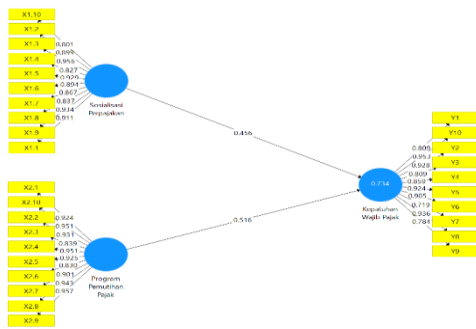 X1.10
X1.2
X1.3
X1.4
X1.5
X1.6
X1.7
X1.8
X1.9
X1.1
0.801
0.899
0.956
0.827
0.929
0.894
0.867
0.837
0.934
0.911
Sosialisasi
Perpajakan
0.456
X2.1
X2.10
X2.2
X2.3
X2.4
X2.5
X2.6
X2.7
X2.8
X2.9
0.924
0.951
0.931
0.839
0.951
0.925
0.830
0.901
0.943
0.957
Program
Pemutihan
Pajak
0.516
0.734
Kepatuhan
Wajib Pajak
0.809
0.953
0.928
0.809
0.859
0.924
0.905
0.719
0.936
0.784
Y1
Y10
Y2
Y3
Y4
Y5
Y6
Y7
Y8
Y9